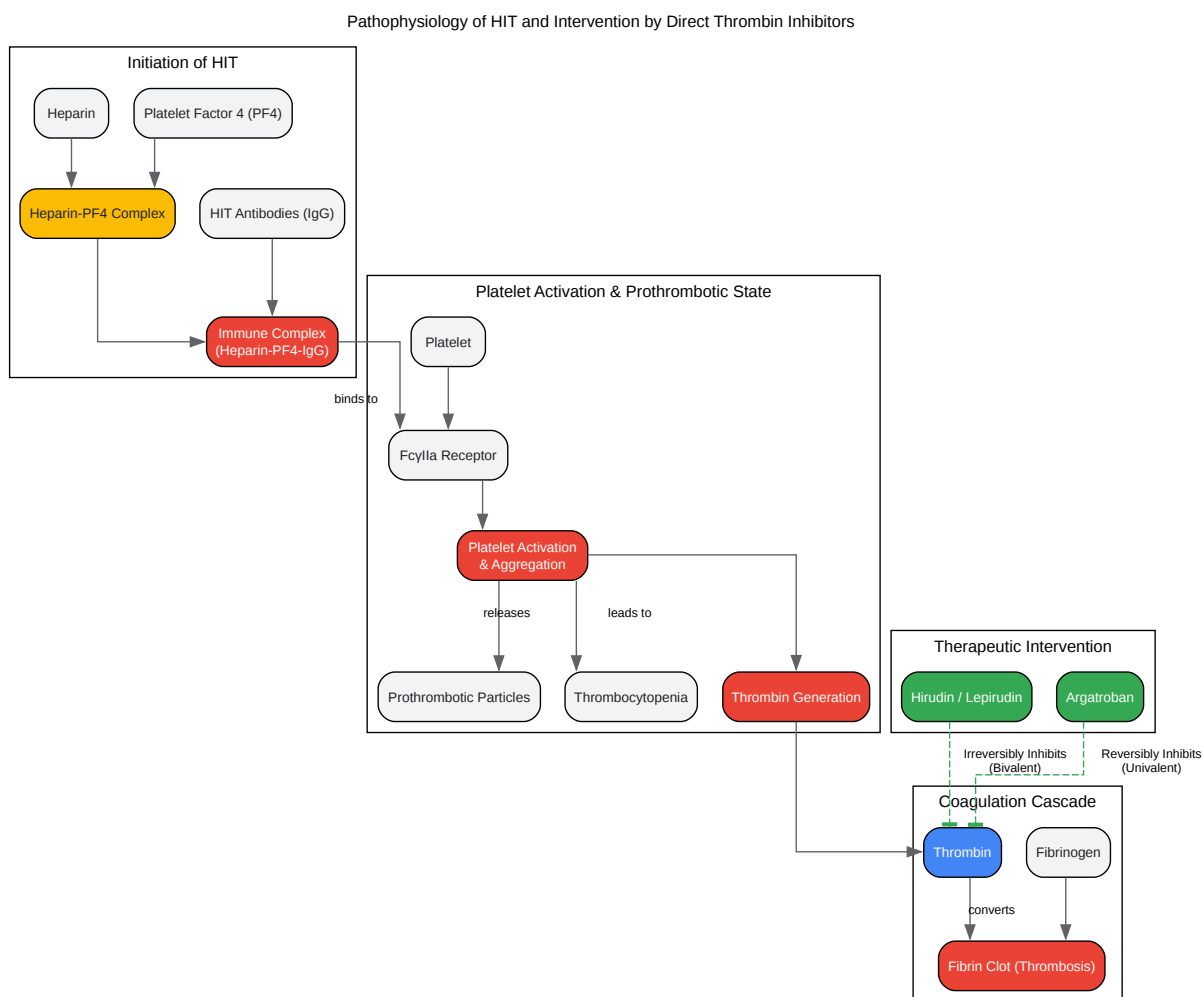 Pathophysiology of HIT and Intervention by Direct Thrombin Inhibitors
Initiation of HIT
Heparin
Platelet Factor 4 (PF4)
Heparin-PF4 Complex
HIT Antibodies (IgG)
Immune Complex
(Heparin-PF4-IgG)
binds to
Platelet Activation & Prothrombotic State
Platelet
FcγIIa Receptor
Platelet Activation
& Aggregation
releases
leads to
Prothrombotic Particles
Thrombocytopenia
Thrombin Generation
Therapeutic Intervention
Hirudin / Lepirudin
Argatroban
Irreversibly Inhibits
(Bivalent)
Reversibly Inhibits
(Univalent)
Coagulation Cascade
Thrombin
Fibrinogen
converts
Fibrin Clot (Thrombosis)